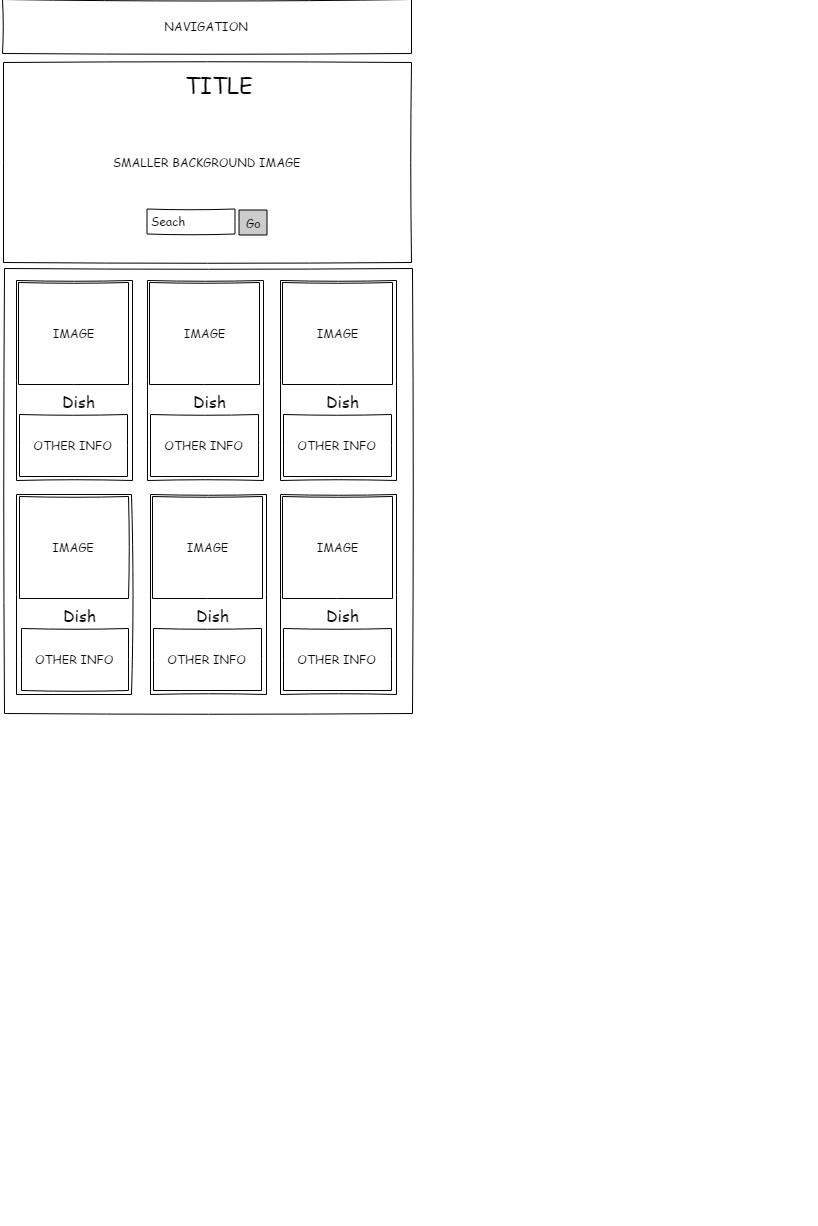 NAVIGATION
TITLE
SMALLER BACKGROUND IMAGE
Seach Go
IMAGE IMAGE IMAGE
Dish Dish Dish
OTHER INFO OTHER INFO OTHER INFO
IMAGE IMAGE IMAGE
Dish Dish Dish
OTHER INFO OTHER INFO OTHER INFO